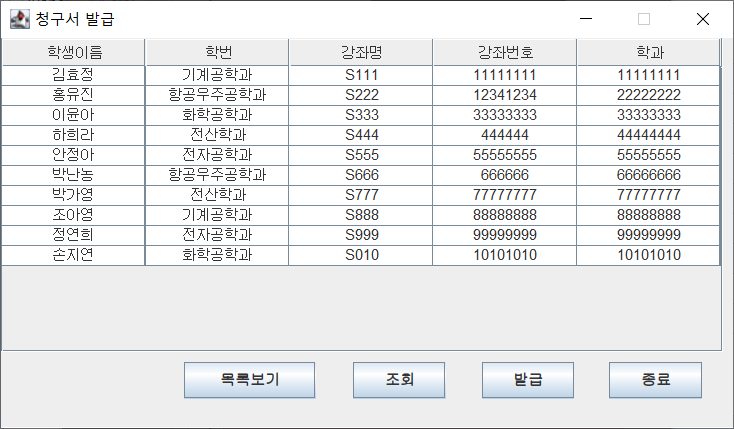 청구서 발급
학생이름 학번 강좌명 강좌번호 학과
김효정 기계공학과 S111 11111111 11111111
홍유진 항공우주공학과 S222 12341234 22222222
이윤아 화학공학과 S333 33333333 33333333
하희라 전산학과 S444 444444 44444444
안정아 전자공학과 S555 55555555 55555555
박난농 항공우주공학과 S666 666666 66666666
박가영 전산학과 S777 77777777 77777777
조아영 기계공학과 S888 88888888 88888888
정연희 전자공학과 S999 99999999 99999999
손지연 화학공학과 S010 10101010 10101010
목록보기 조회 발급 종료